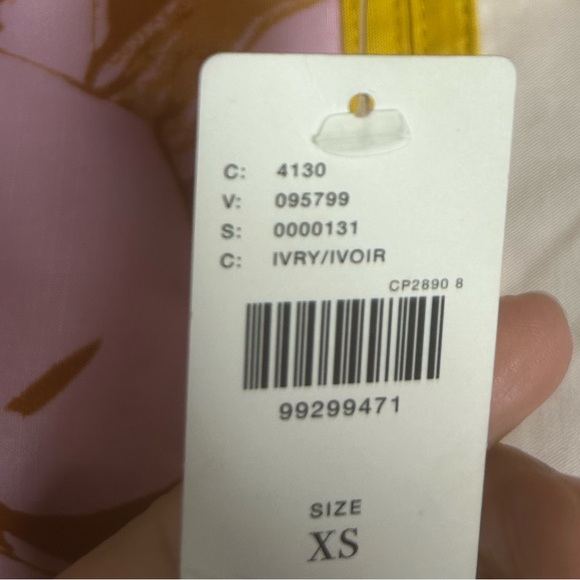 C: 4130
V: 095799
S: 0000131
C: IVRY/IVOIR
CP2890 8
99299471
SIZE
XS